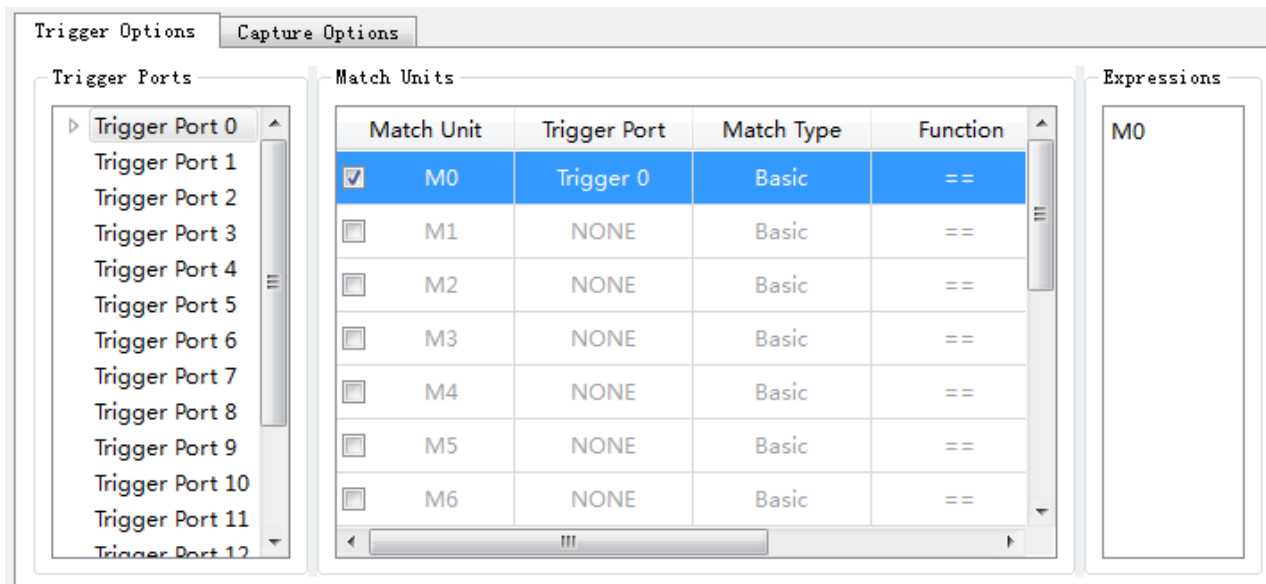 Trigger Options Capture Options
Trigger Ports
Trigger Port 0
Trigger Port 1
Trigger Port 2
Trigger Port 3
Trigger Port 4
Trigger Port 5
Trigger Port 6
Trigger Port 7
Trigger Port 8
Trigger Port 9
Trigger Port 10
Trigger Port 11
Trigger Port 12
Match Units
Match Unit Trigger Port Match Type Function
M0 Trigger 0 Basic ==
M1 NONE Basic ==
M2 NONE Basic ==
M3 NONE Basic ==
M4 NONE Basic ==
M5 NONE Basic ==
M6 NONE Basic ==
Expressions
M0